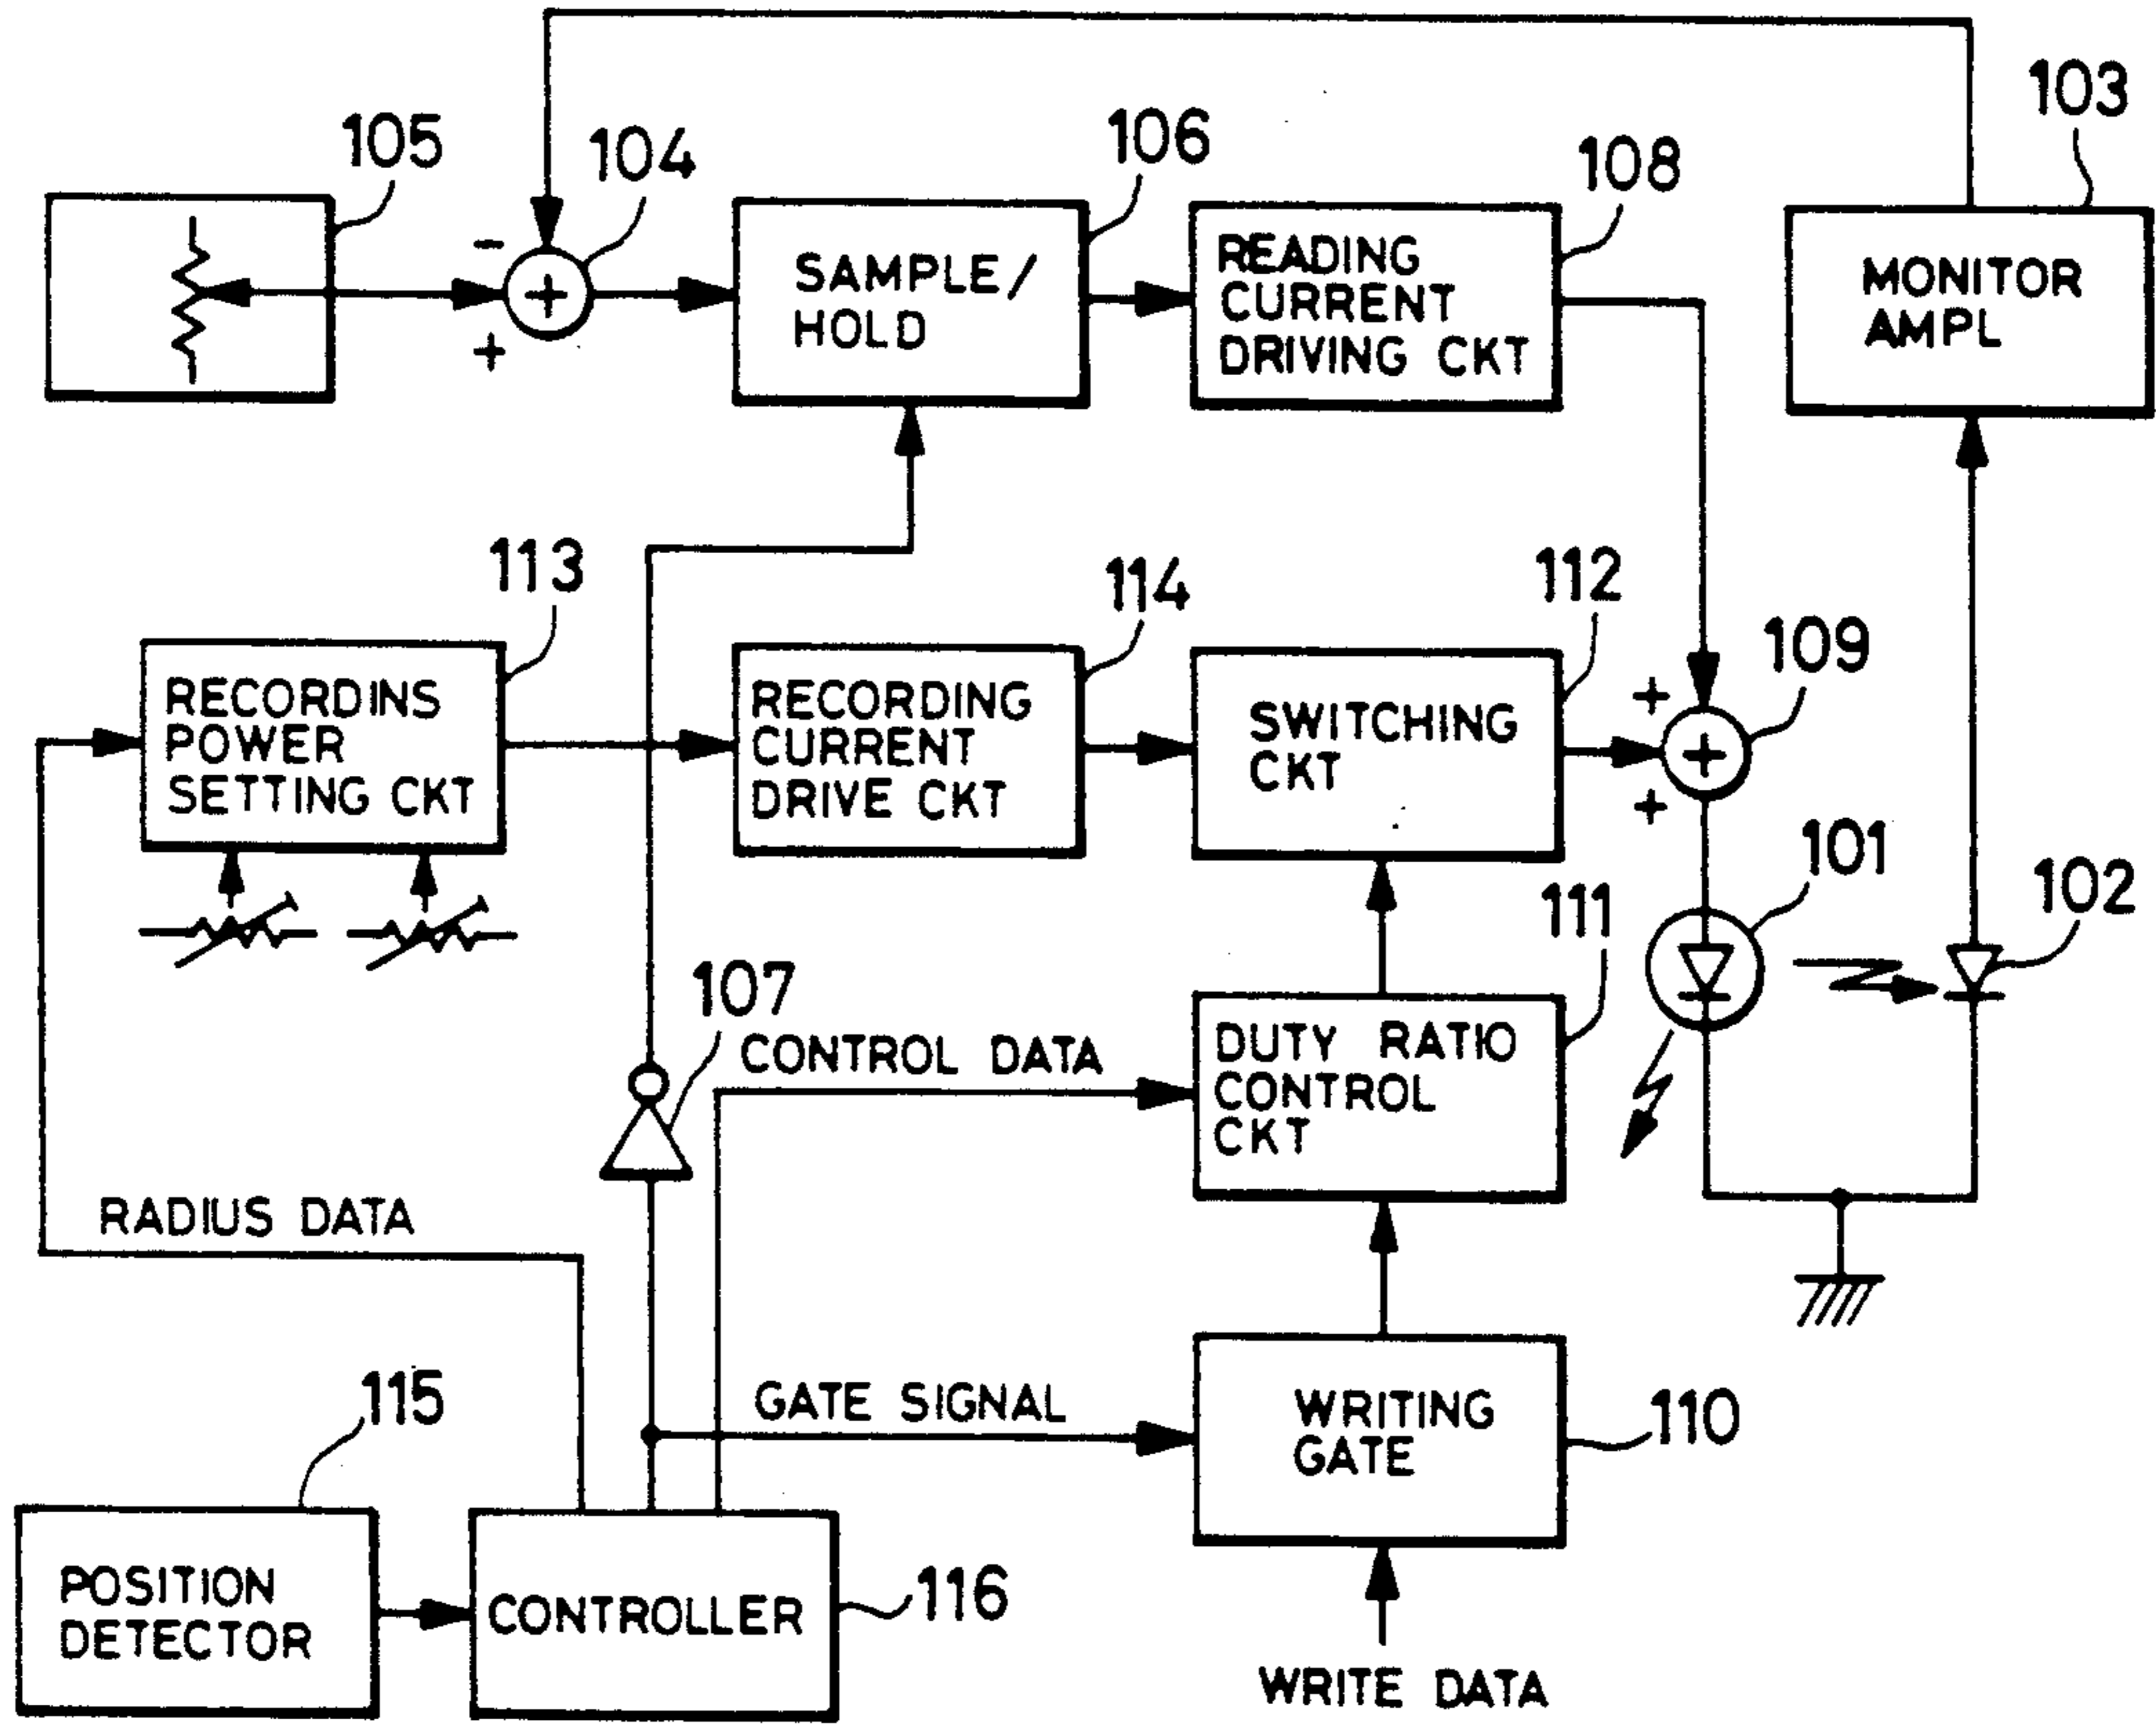 103
105
104
106
108
-
+
SAMPLE/
HOLD
READING
CURRENT
DRIVING CKT
MONITOR
AMPL
113
114
112
109
RECORDINS
POWER
SETTING CKT
RECORDING
CURRENT
DRIVE CKT
SWITCHING
CKT
+
+
+
+
101
102
111
107
CONTROL DATA
DUTY RATIO
CONTROL
CKT
RADIUS DATA
115
GATE SIGNAL
WRITING
GATE
110
POSITION
DETECTOR
CONTROLLER
116
WRITE DATA